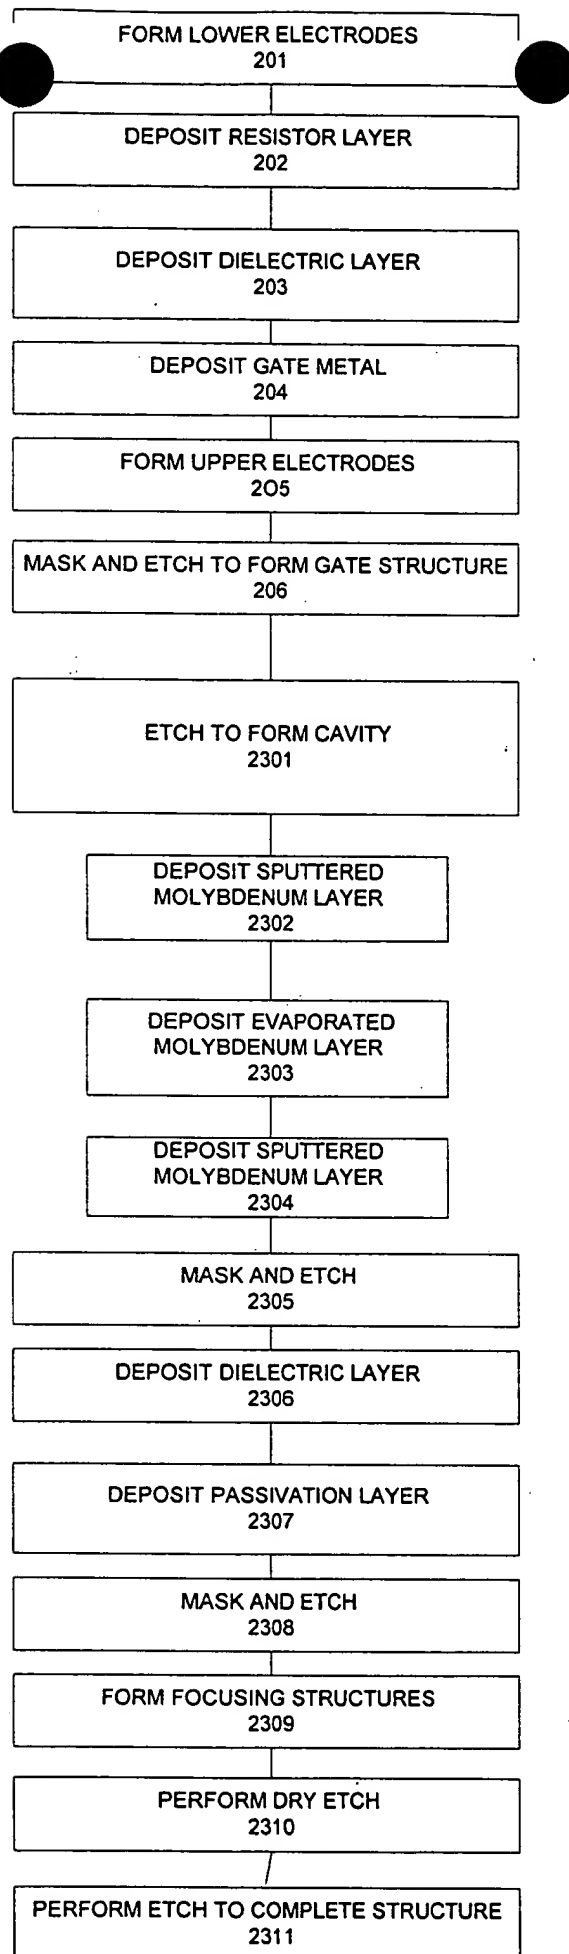 FORM LOWER ELECTRODES
201
DEPOSIT RESISTOR LAYER
202
DEPOSIT DIELECTRIC LAYER
203
DEPOSIT GATE METAL
204
FORM UPPER ELECTRODES
2O5
MASK AND ETCH TO FORM GATE STRUCTURE
206
ETCH TO FORM CAVITY
2301
DEPOSIT SPUTTERED
MOLYBDENUM LAYER
2302
DEPOSIT EVAPORATED
MOLYBDENUM LAYER
2303
DEPOSIT SPUTTERED
MOLYBDENUM LAYER
2304
MASK AND ETCH
2305
DEPOSIT DIELECTRIC LAYER
2306
DEPOSIT PASSIVATION LAYER
2307
MASK AND ETCH
2308
FORM FOCUSING STRUCTURES
2309
PERFORM DRY ETCH
2310
PERFORM ETCH TO COMPLETE STRUCTURE
2311